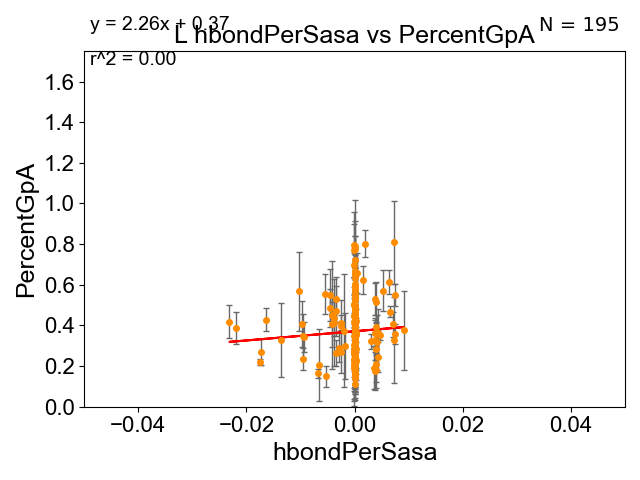 y = 2.26x + 0.37
N = 195
L hbondPerSasa vs PercentGpA
r^2 = 0.00
PercentGpA
1.6
1.4
1.2
1.0
0.8
0.6
0.4
0.2
0.0
−0.04 −0.02 0.00 0.02 0.04
hbondPerSasa